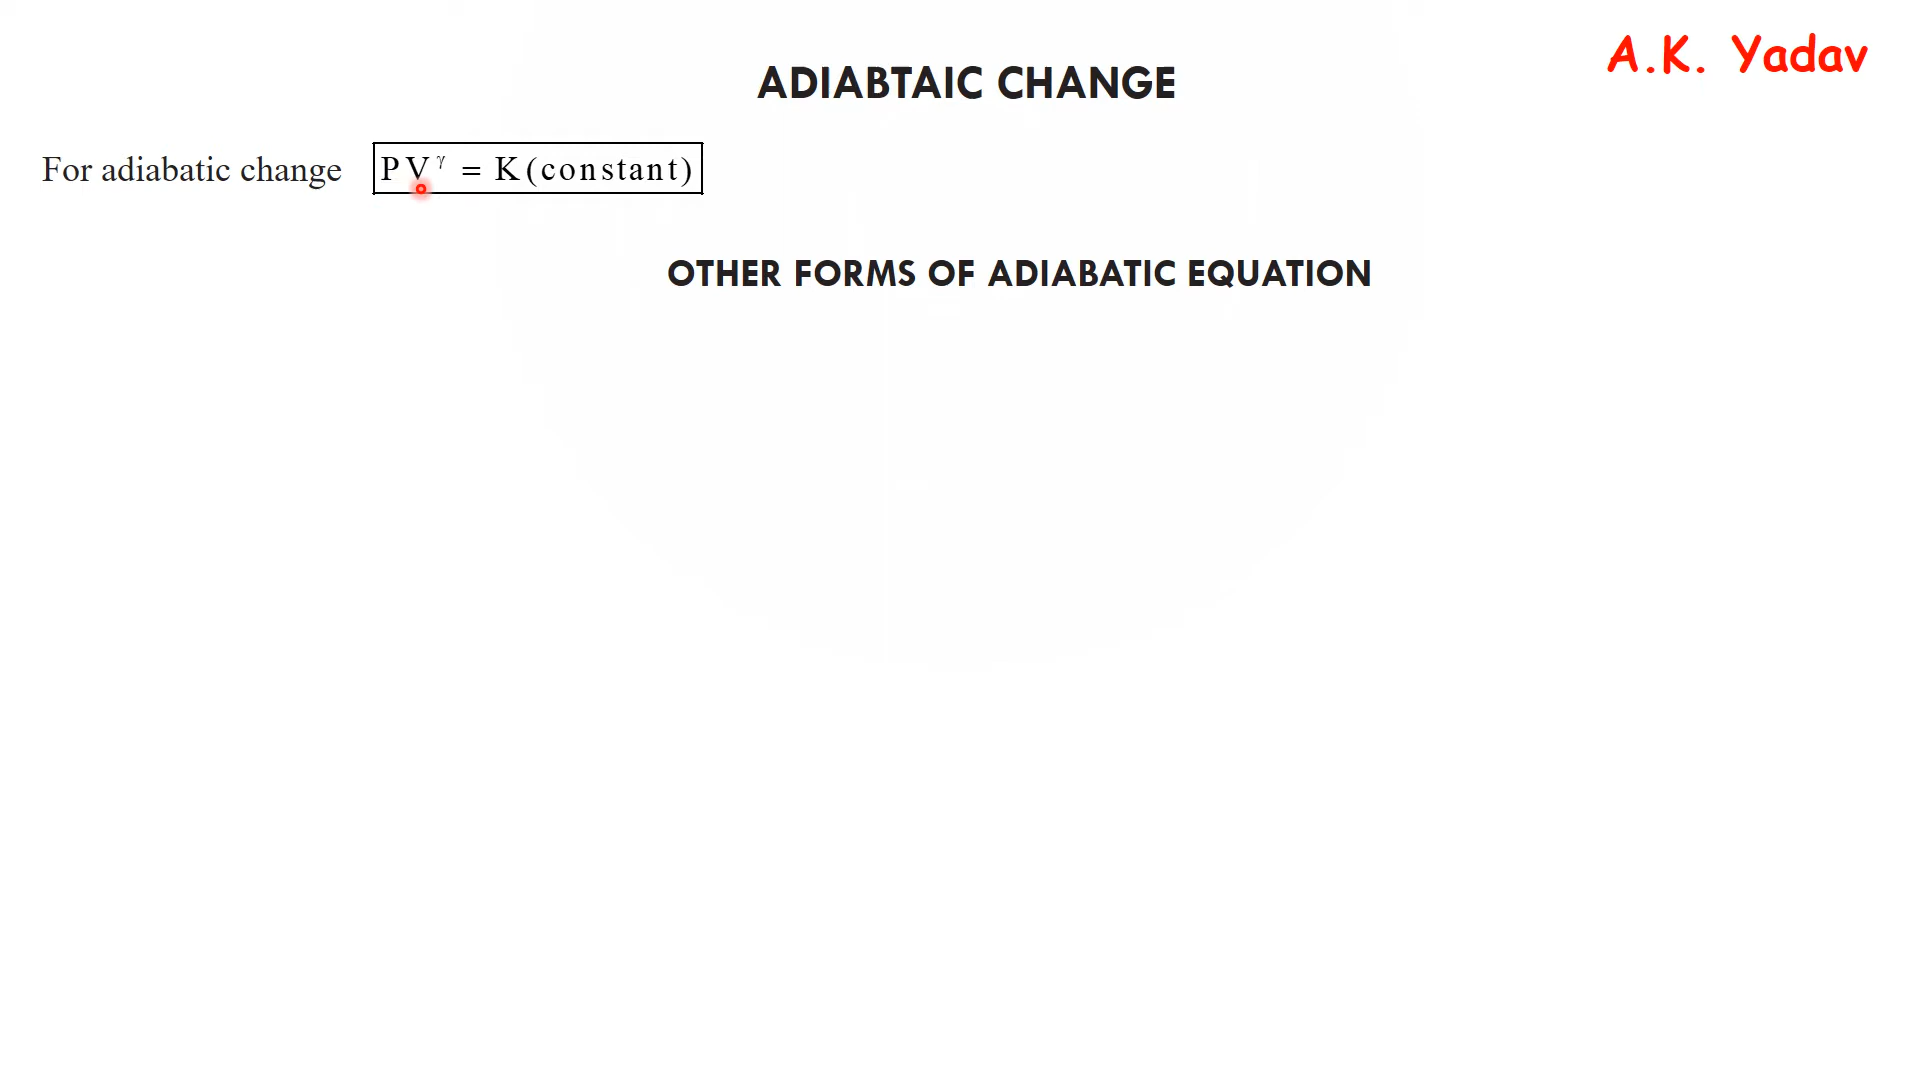 A.K. Yadav
ADIABTAIC CHANGE
For adiabatic change PV^γ = K(constant)
OTHER FORMS OF ADIABATIC EQUATION